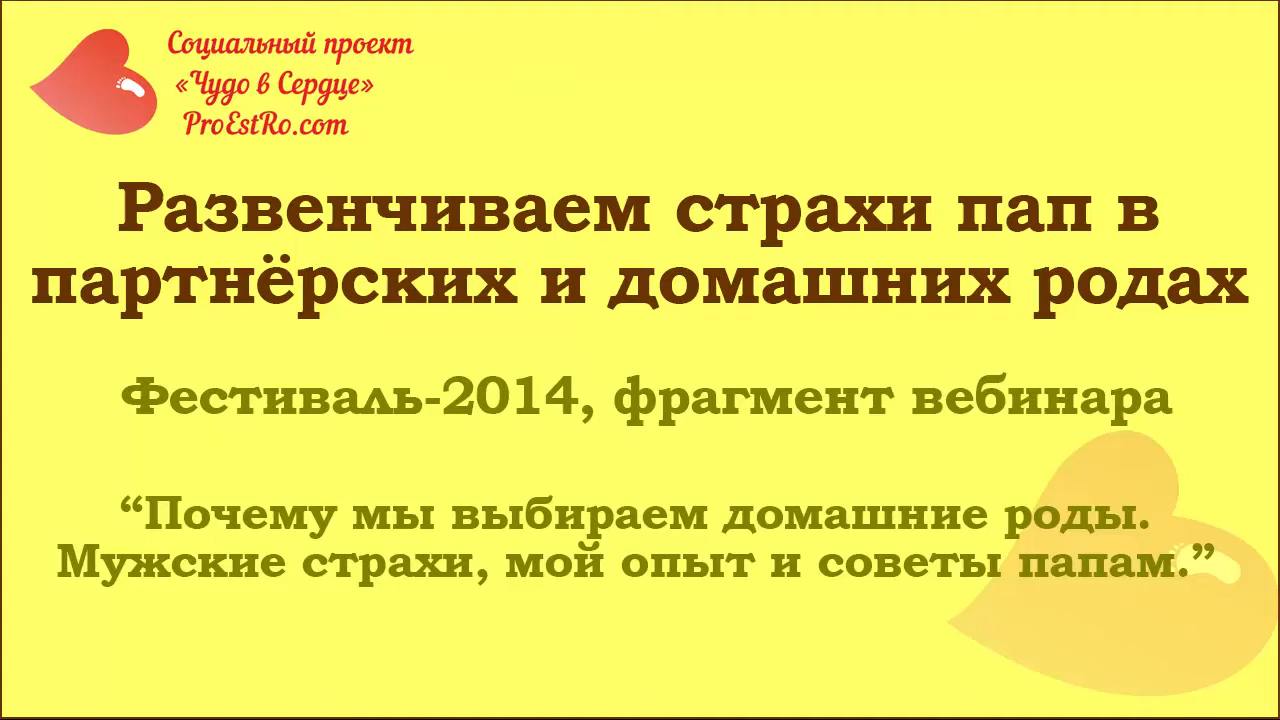 Социальный проект
«Чудо в Сердце»
ProEstRo.com
Развенчиваем страхи пап в
партнёрских и домашних родах
Фестиваль-2014, фрагмент вебинара
“Почему мы выбираем домашние роды.
Мужские страхи, мой опыт и советы папам.”